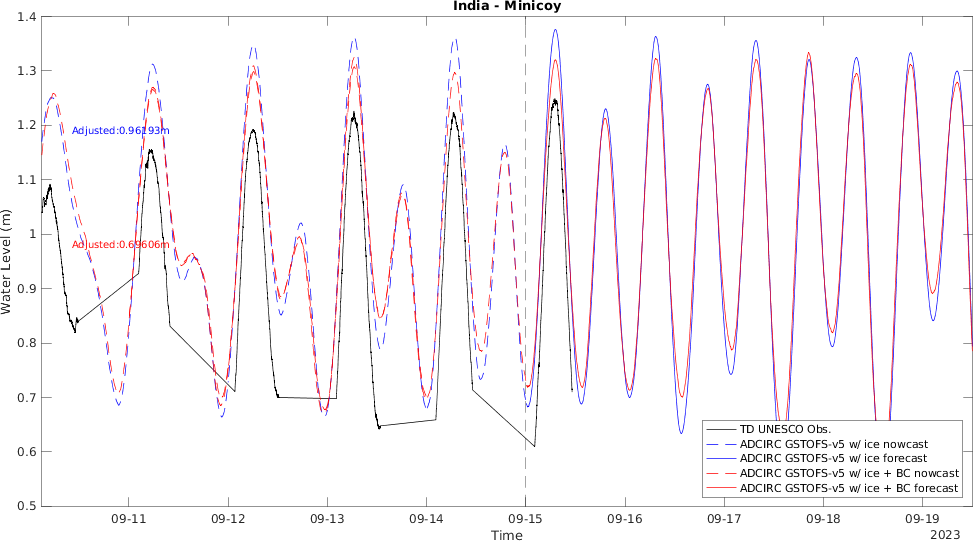 India - Minicoy
Water Level (m)
1.4
1.3
1.2
1.1
1
0.9
0.8
0.7
0.6
0.5
Adjusted:0.96193m
Adjusted:0.69606m
TD UNESCO Obs.
ADCIRC GSTOFS-v5 w/ ice nowcast
ADCIRC GSTOFS-v5 w/ ice forecast
ADCIRC GSTOFS-v5 w/ ice + BC nowcast
ADCIRC GSTOFS-v5 w/ ice + BC forecast
09-11 09-12 09-13 09-14 09-15 09-16 09-17 09-18 09-19
Time
2023